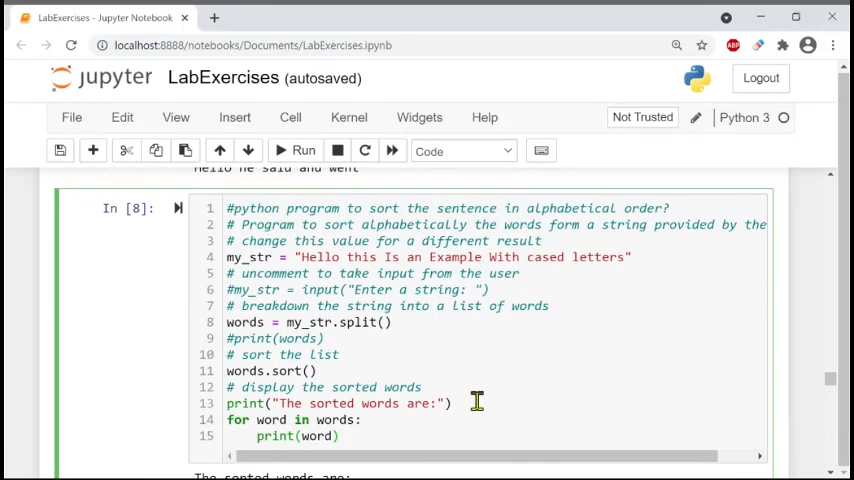 LabExercises - Jupyter Notebook
localhost:8888/notebooks/Documents/LabExercises.ipynb
ABP
jupyter LabExercises (autosaved)
Logout
File Edit View Insert Cell Kernel Widgets Help
Not Trusted
Python 3
Run
Code
Hello he said and went
In [8]:
1 #python program to sort the sentence in alphabetical order?
2 # Program to sort alphabetically the words form a string provided by the
3 # change this value for a different result
4 my_str = "Hello this Is an Example With cased letters"
5 # uncomment to take input from the user
6 #my_str = input("Enter a string: ")
7 # breakdown the string into a list of words
8 words = my_str.split()
9 #print(words)
10 # sort the list
11 words.sort()
12 # display the sorted words
13 print("The sorted words are:")
14 for word in words:
15     print(word)
The sorted words are: